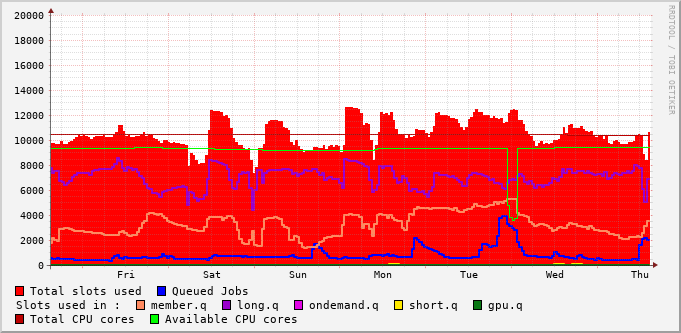 RRDTOOL / TOBI OETIKER
20000
18000
16000
14000
12000
10000
8000
6000
4000
2000
0
Fri Sat Sun Mon Tue Wed Thu
Total slots used Queued Jobs
Slots used in : member.q long.q ondemand.q short.q gpu.q
Total CPU cores Available CPU cores